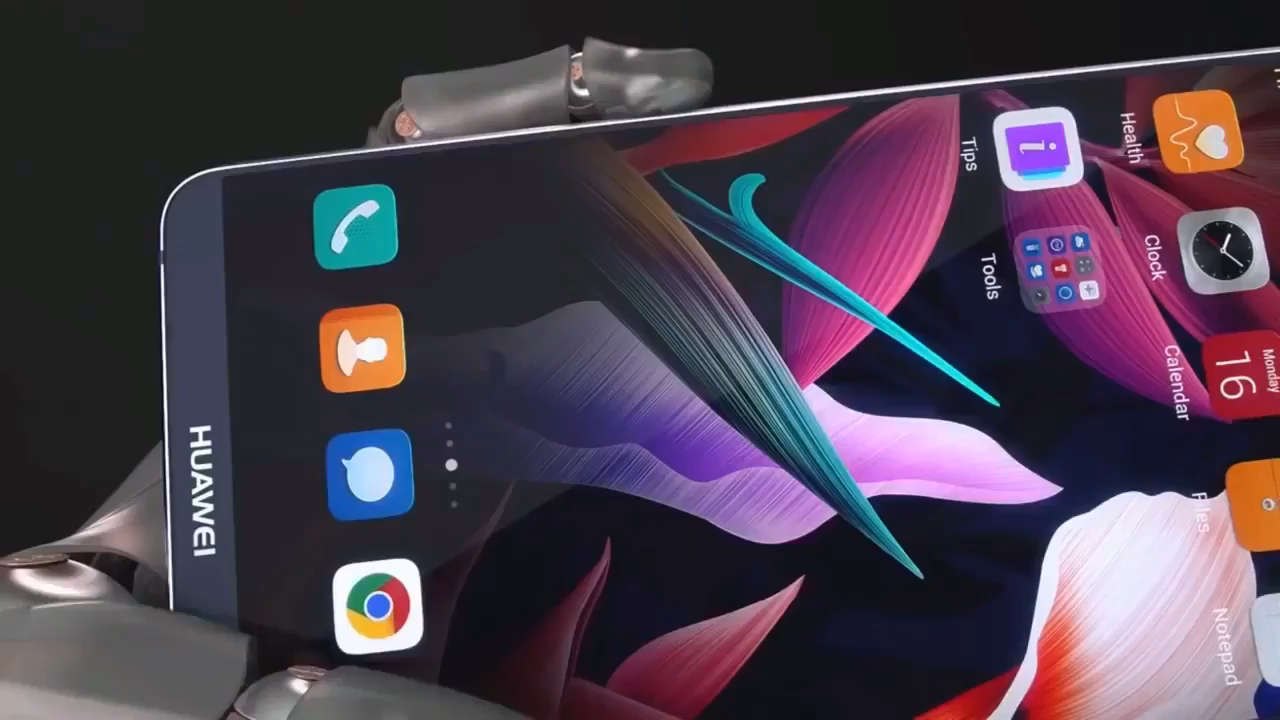 Health
Tips
Clock
Tools
Monday
16
Calendar
Files
Notepad
HUAWEI